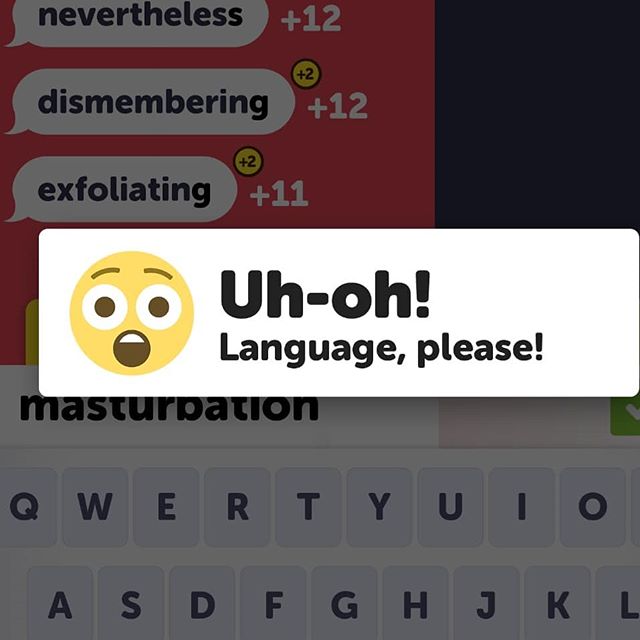 nevertheless +12
+2
dismembering +12
+2
exfoliating +11
Uh-oh!
Language, please!
masturbation
Q W E R T Y U I O
A S D F G H J K L